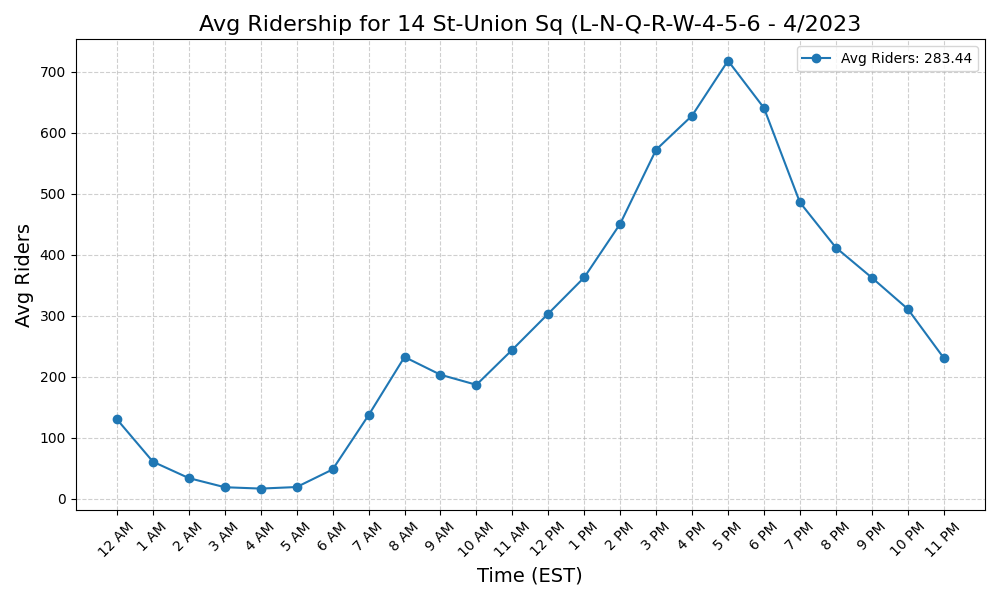 Avg Ridership for 14 St-Union Sq (L-N-Q-R-W-4-5-6 - 4/2023
Avg Riders: 283.44
Avg Riders
700
600
500
400
300
200
100
0
12 AM
1 AM
2 AM
3 AM
4 AM
5 AM
6 AM
7 AM
8 AM
9 AM
10 AM
11 AM
12 PM
1 PM
2 PM
3 PM
4 PM
5 PM
6 PM
7 PM
8 PM
9 PM
10 PM
11 PM
Time (EST)